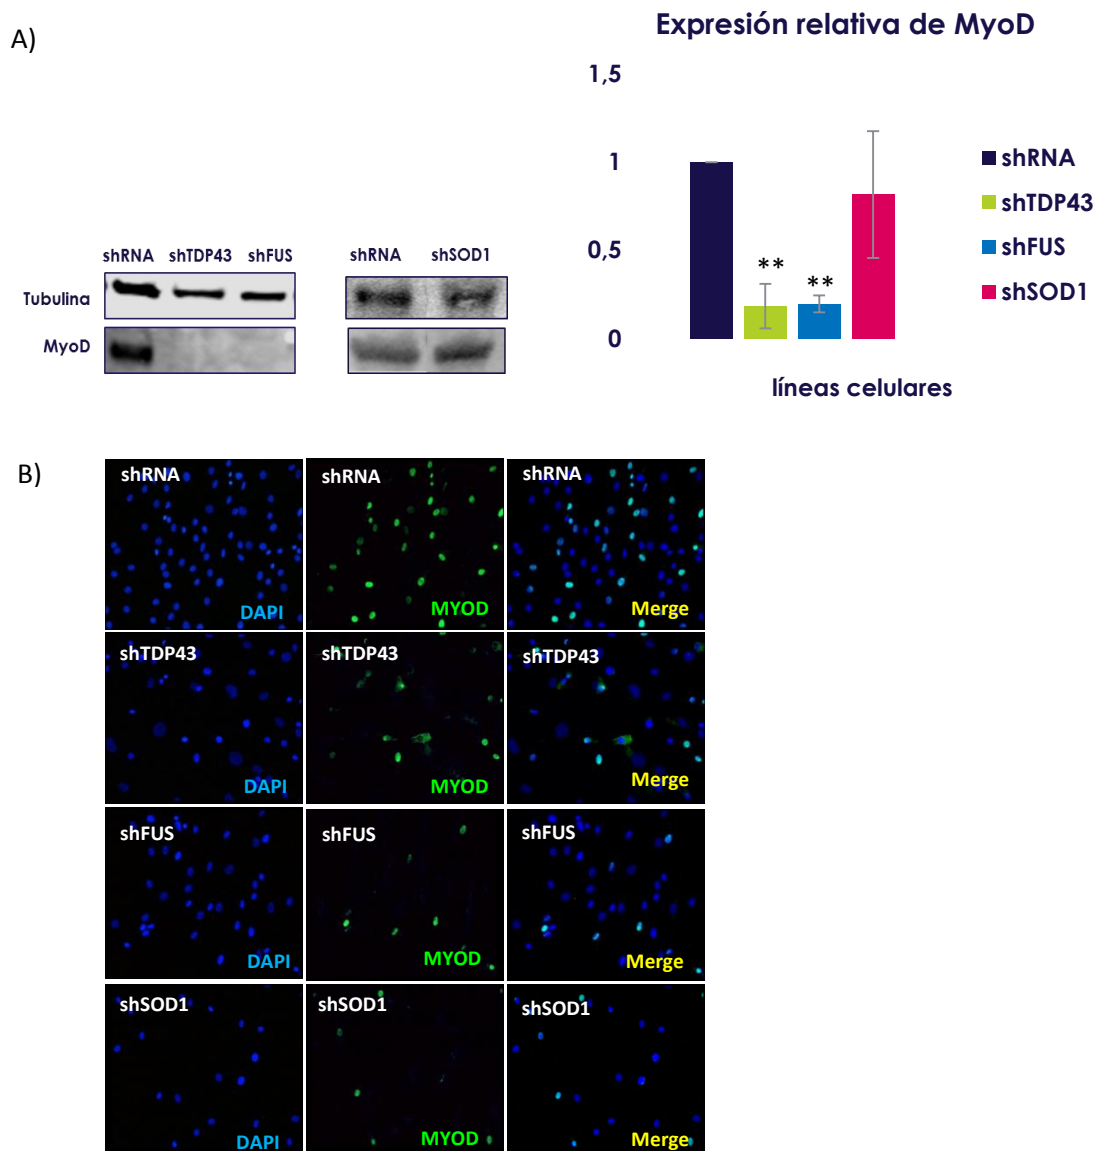 A)
Expresión relativa de MyoD
1,5
1
0,5
0
** **
líneas celulares
shRNA
shTDP43
shFUS
shSOD1
shRNA shTDP43 shFUS
shRNA shSOD1
Tubulina
MyoD
B)
shRNA shRNA shRNA
DAPI MYOD Merge
shTDP43 shTDP43 shTDP43
DAPI MYOD Merge
shFUS shFUS shFUS
DAPI MYOD Merge
shSOD1 shSOD1 shSOD1
DAPI MYOD Merge